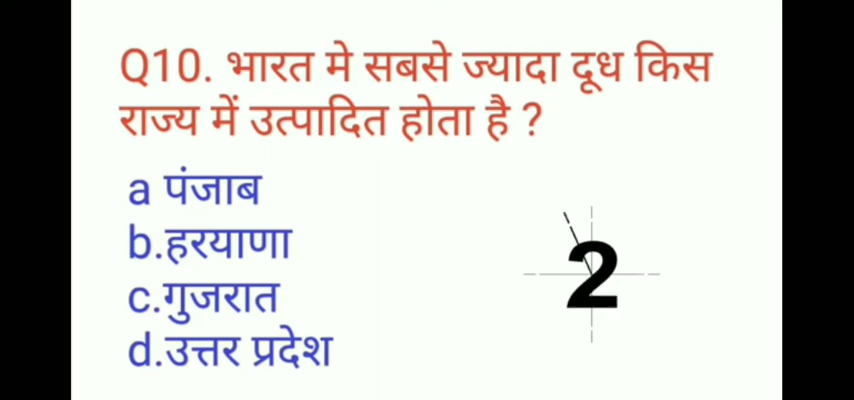 Q10. भारत मे सबसे ज्यादा दूध किस
राज्य में उत्पादित होता है ?
a पंजाब
b.हरयाणा
c.गुजरात
d.उत्तर प्रदेश
2